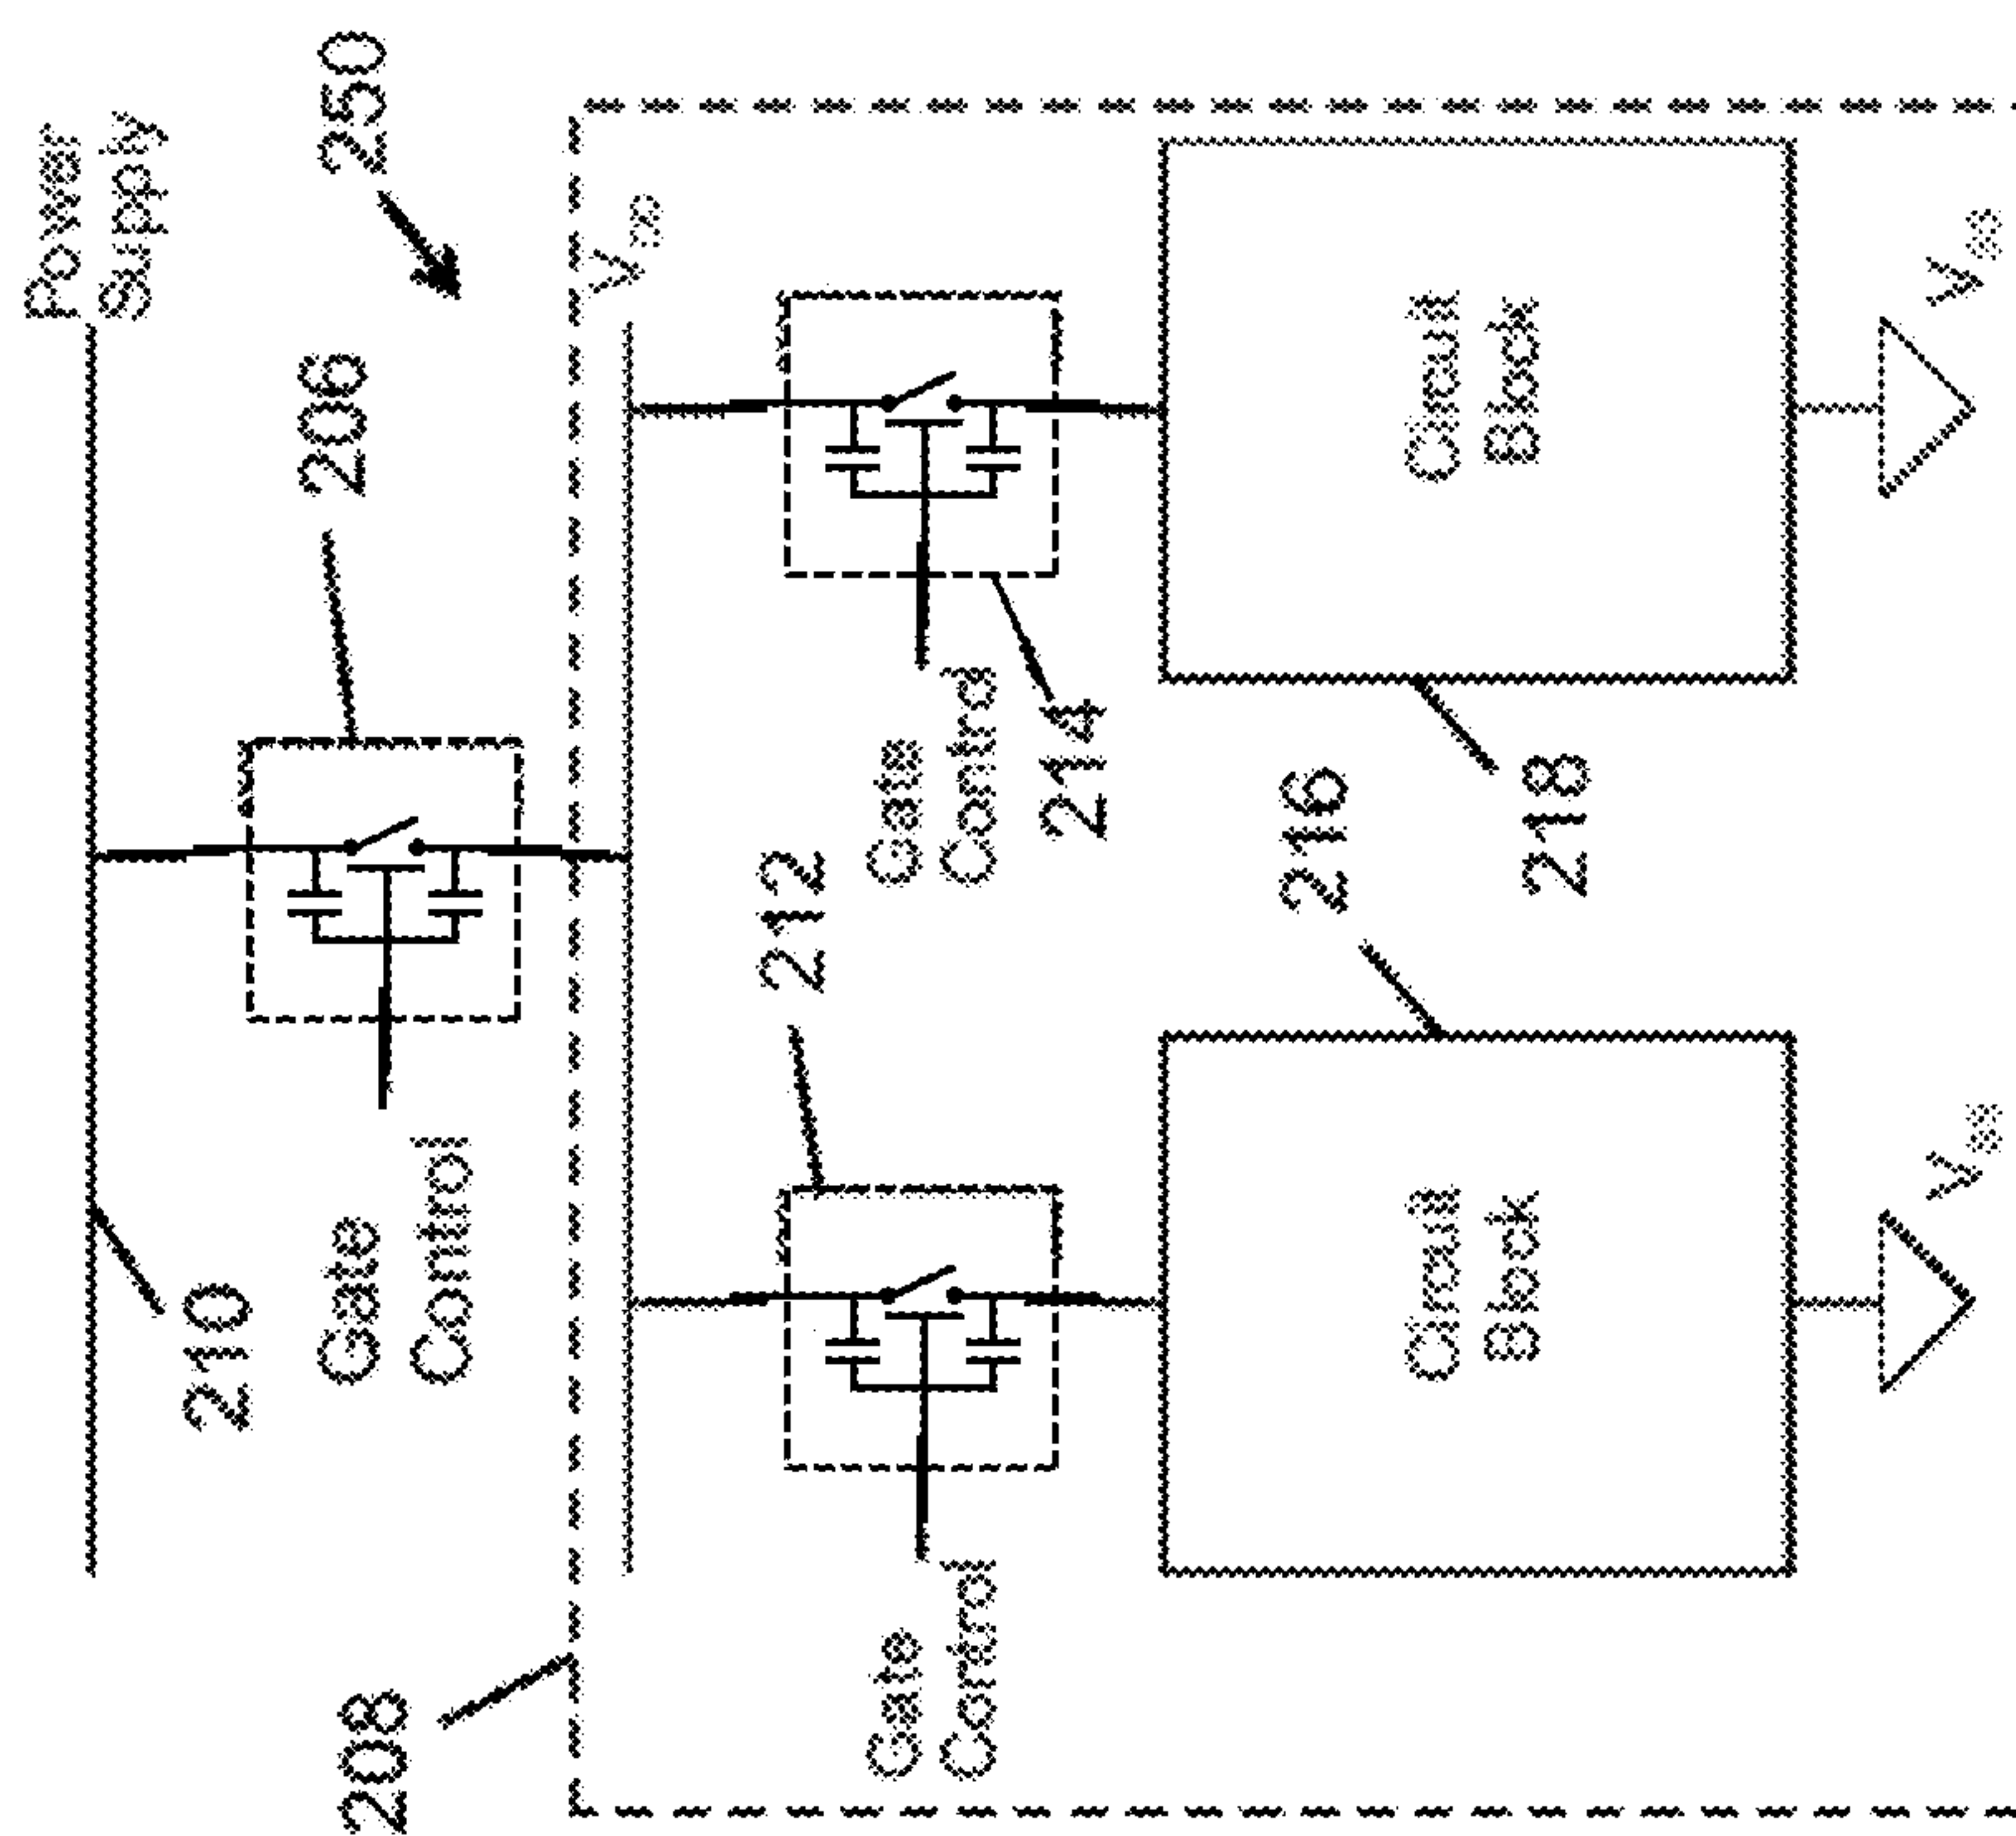 Power
Supply
210
206
250
Gate
Control
208
212
Gate
Control
Gate
Control
214
216
Circuit
Block
Circuit
Block
218